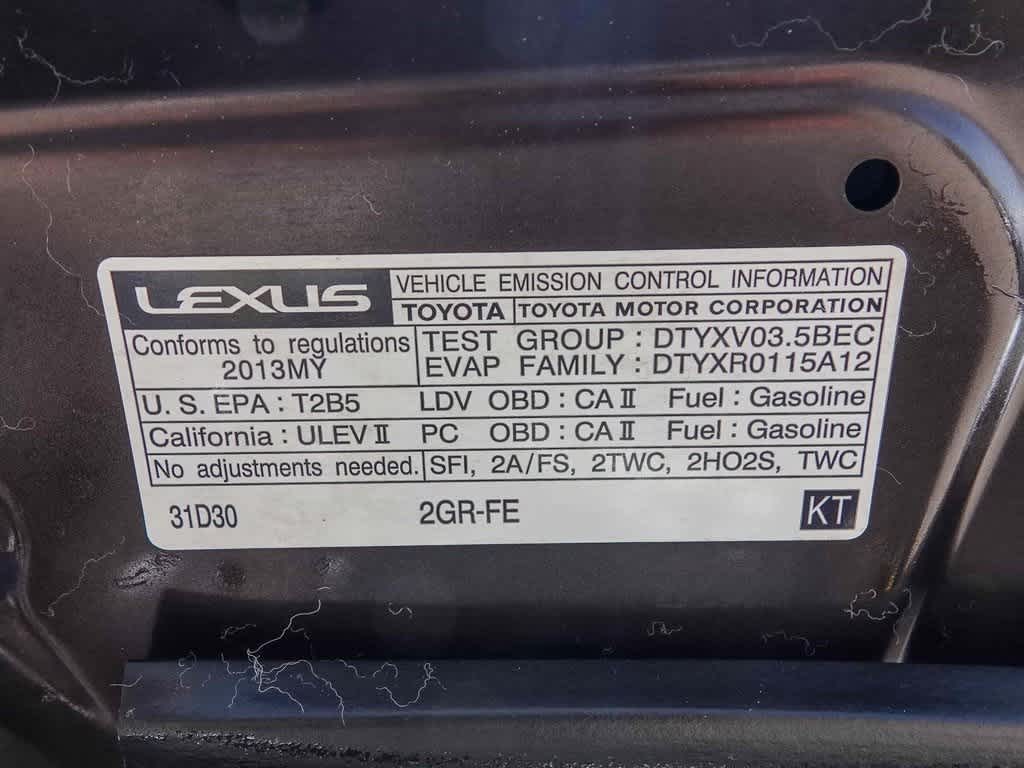 LEXUS VEHICLE EMISSION CONTROL INFORMATION
TOYOTA TOYOTA MOTOR CORPORATION
Conforms to regulations TEST GROUP : DTYXV03.5BEC
2013MY EVAP FAMILY : DTYXR0115A12
U. S. EPA : T2B5 LDV OBD : CA II Fuel : Gasoline
California : ULEV II PC OBD : CA II Fuel : Gasoline
No adjustments needed. SFI, 2A/FS, 2TWC, 2HO2S, TWC
31D30 2GR-FE KT